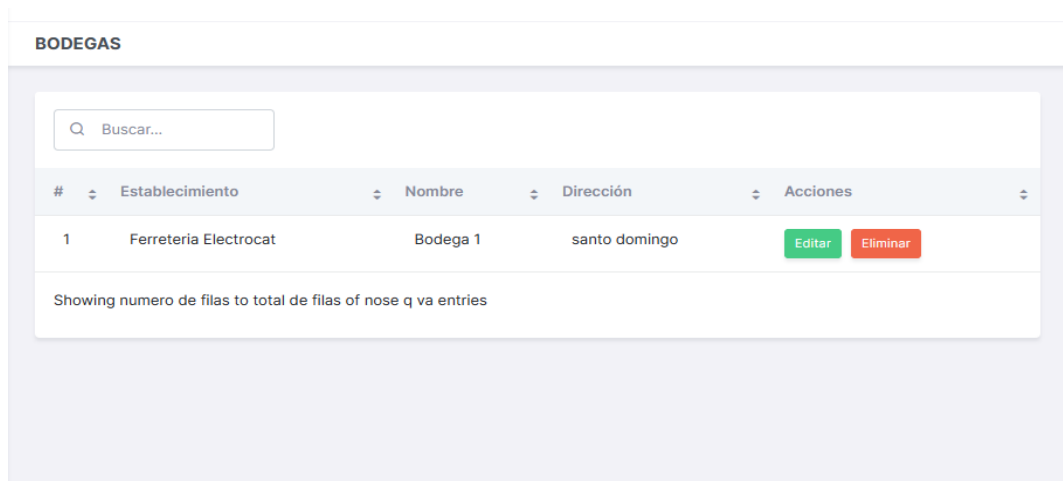 BODEGAS
Buscar...
# Establecimiento Nombre Dirección Acciones
1 Ferreteria Electrocat Bodega 1 santo domingo Editar Eliminar
Showing numero de filas to total de filas of nose q va entries